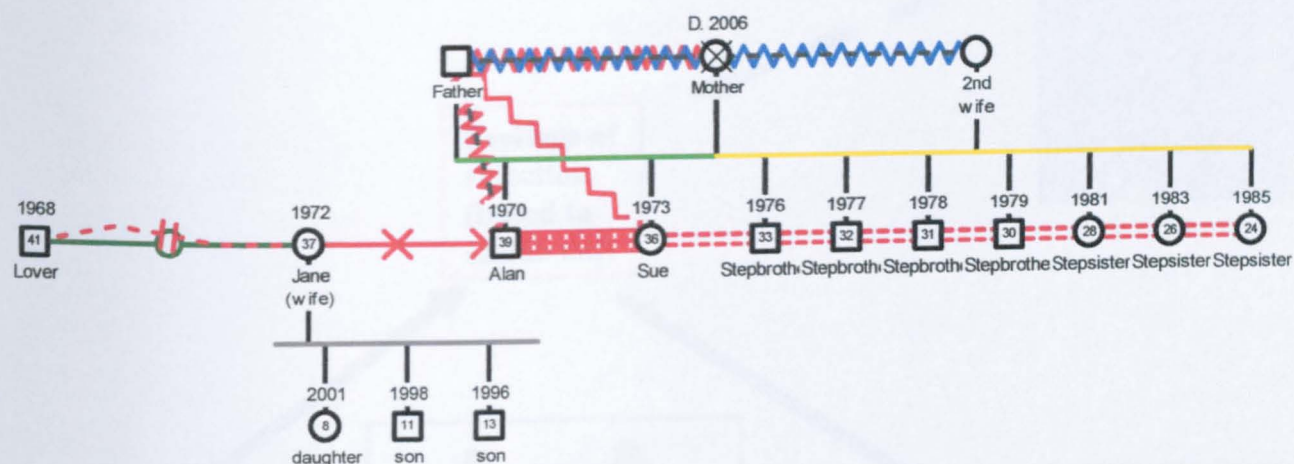 D. 2006
Father
Mother
2nd
wife
1968
1972
1970
1973
1976
1977
1978
1979
1981
1983
1985
41
37
39
36
33
32
31
30
28
26
24
Lover
Jane
(wife)
Alan
Sue
Stepbroth
Stepbroth
Stepbroth
Stepbrothe
Stepsister
Stepsister
Stepsister
2001
1998
1996
8
11
13
daughter
son
son